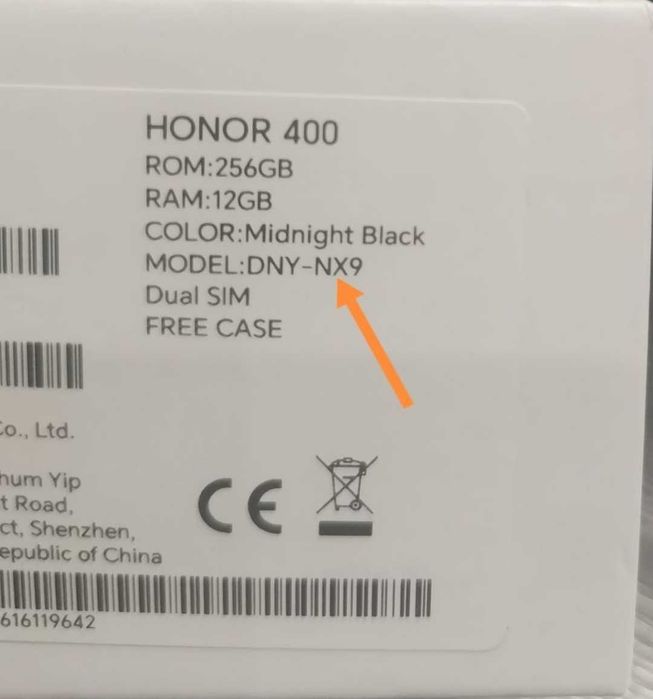 HONOR 400
ROM:256GB
RAM:12GB
COLOR:Midnight Black
MODEL:DNY-NX9
Dual SIM
FREE CASE
Co., Ltd.
hum Yip
t Road,
ct, Shenzhen,
epublic of China
CE
616119642